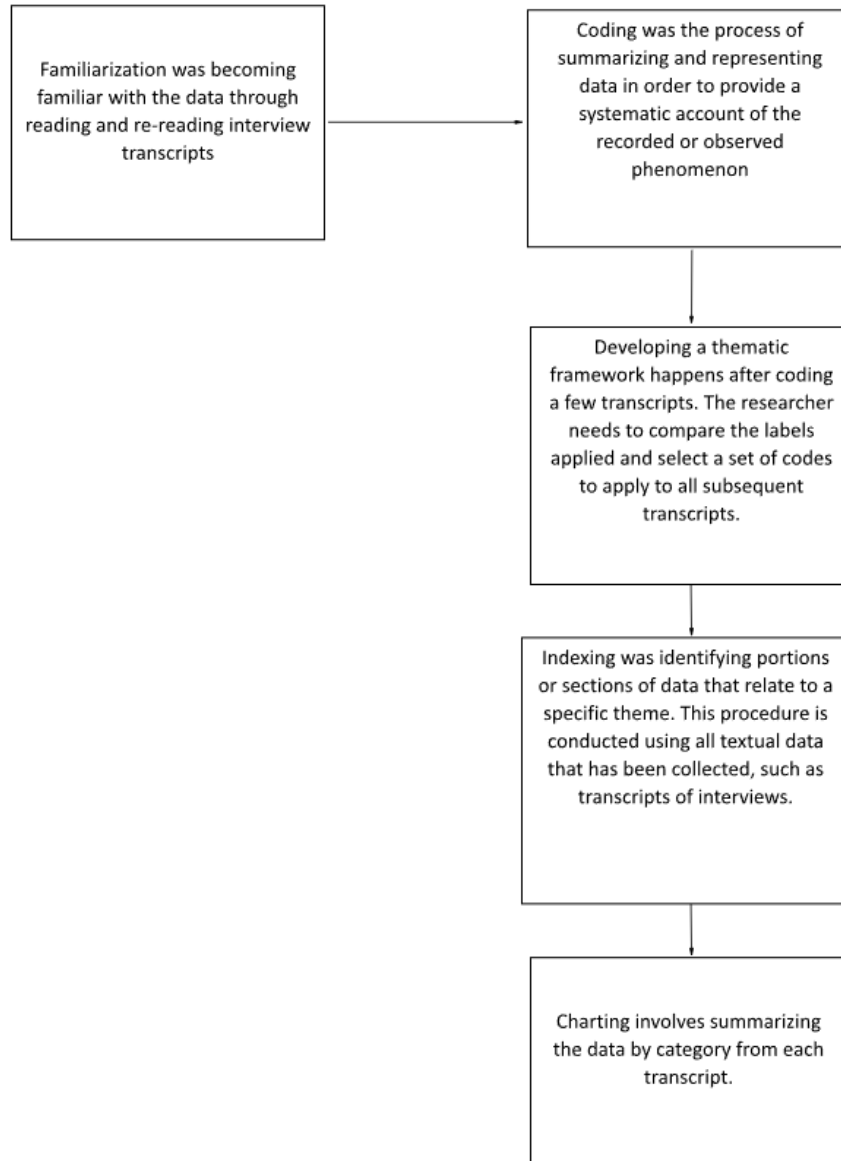 Familiarization was becoming
familiar with the data through
reading and re-reading interview
transcripts
Coding was the process of
summarizing and representing
data in order to provide a
systematic account of the
recorded or observed
phenomenon
Developing a thematic
framework happens after coding
a few transcripts. The researcher
needs to compare the labels
applied and select a set of codes
to apply to all subsequent
transcripts.
Indexing was identifying portions
or sections of data that relate to a
specific theme. This procedure is
conducted using all textual data
that has been collected, such as
transcripts of interviews.
Charting involves summarizing
the data by category from each
transcript.